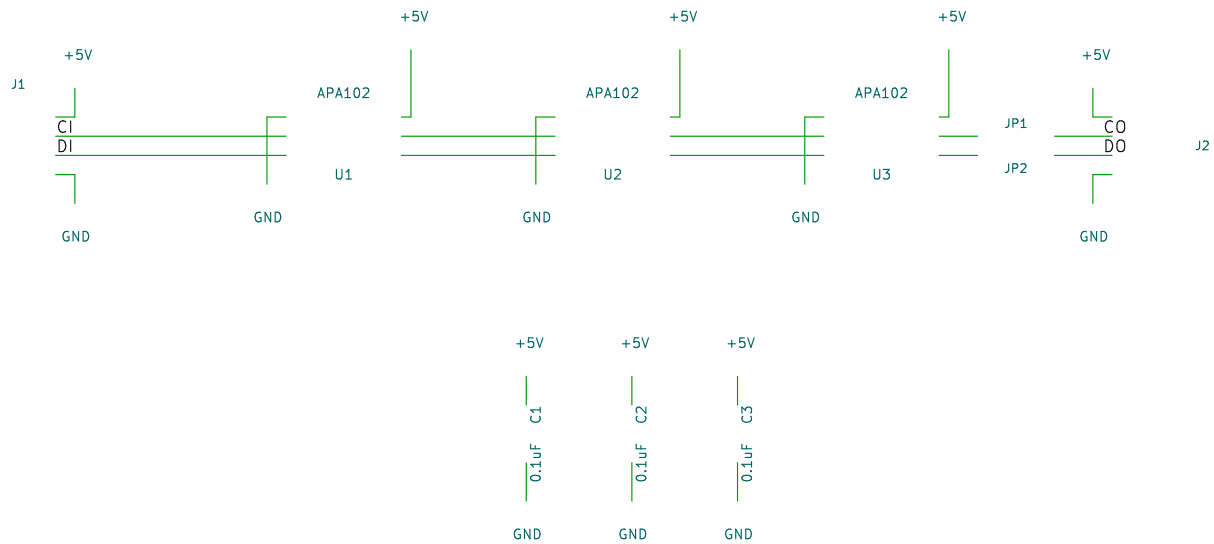 +5V +5V +5V
+5V +5V
J1 APA102 APA102 APA102
CI JP1 CO
DI DO J2
U1 U2 U3 JP2
GND GND GND
GND GND
+5V +5V +5V
C1 C2 C3
0.1uF 0.1uF 0.1uF
GND GND GND